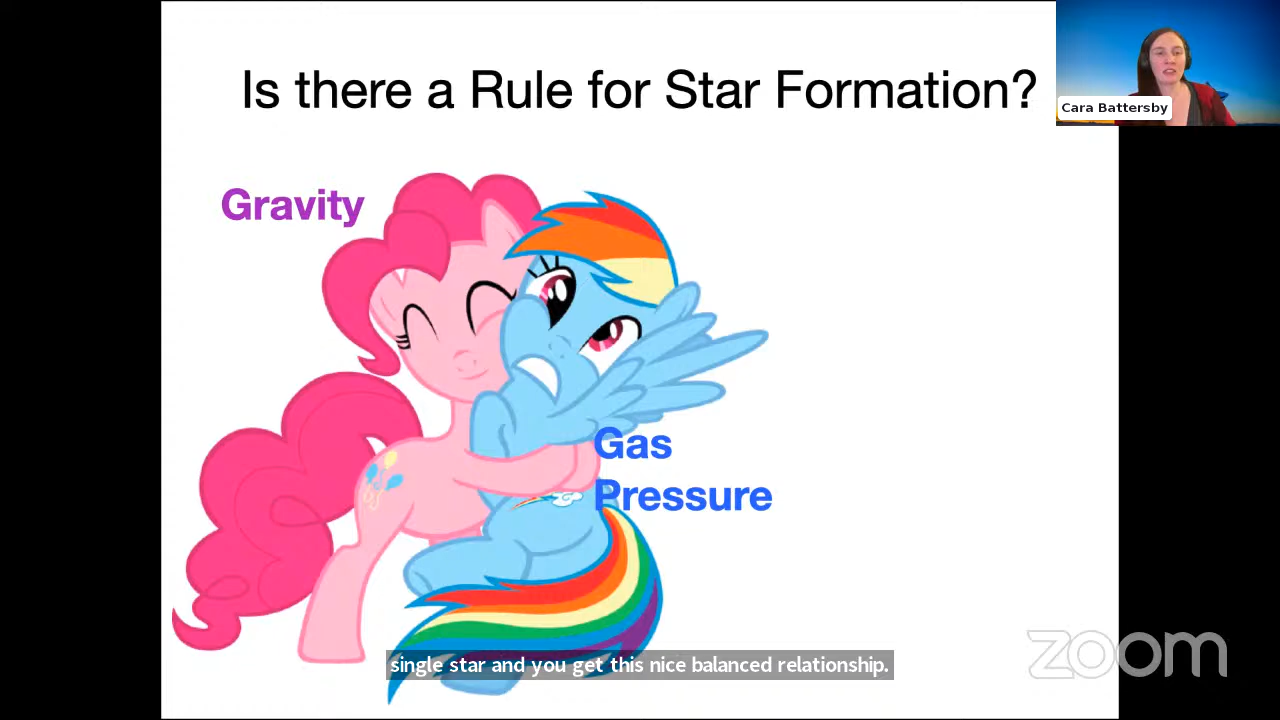 Is there a Rule for Star Formation?
Cara Battersby
Gravity
Gas
Pressure
single star and you get this nice balanced relationship.
zoom